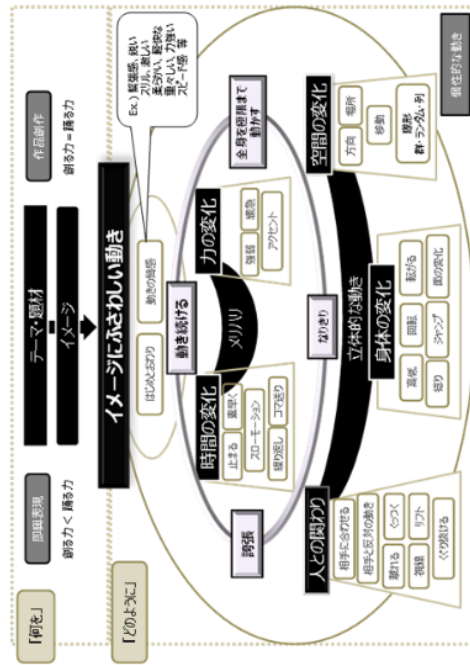 「何を」
即興表現
創る力 < 踊る力
テーマ・題材
イメージ
作品創作
創る力 = 踊る力
「どのように」
イメージにふさわしい動き
はじめとおわり
動きの質感
Ex.) 緊張感、鋭い
スリル、激しい
柔らかい、軽快な
重々しい、力強い
スピード感 等
動き続ける
時間の変化
止まる
素早く
スローモーション
繰り返し
コマ送り
メリハリ
力の変化
強弱
緩急
アクセント
誇張
なりきり
全身を極限まで
動かす
人との関わり
相手に合わせる
相手と反対の動き
離れる
くっつく
視線
リフト
くぐり抜ける
立体的な動き
身体の変化
高低
回転
転がる
捻り
ジャンプ
面の変化
空間の変化
方向
場所
移動
隊形
群・ランダム・列
個性的な動き